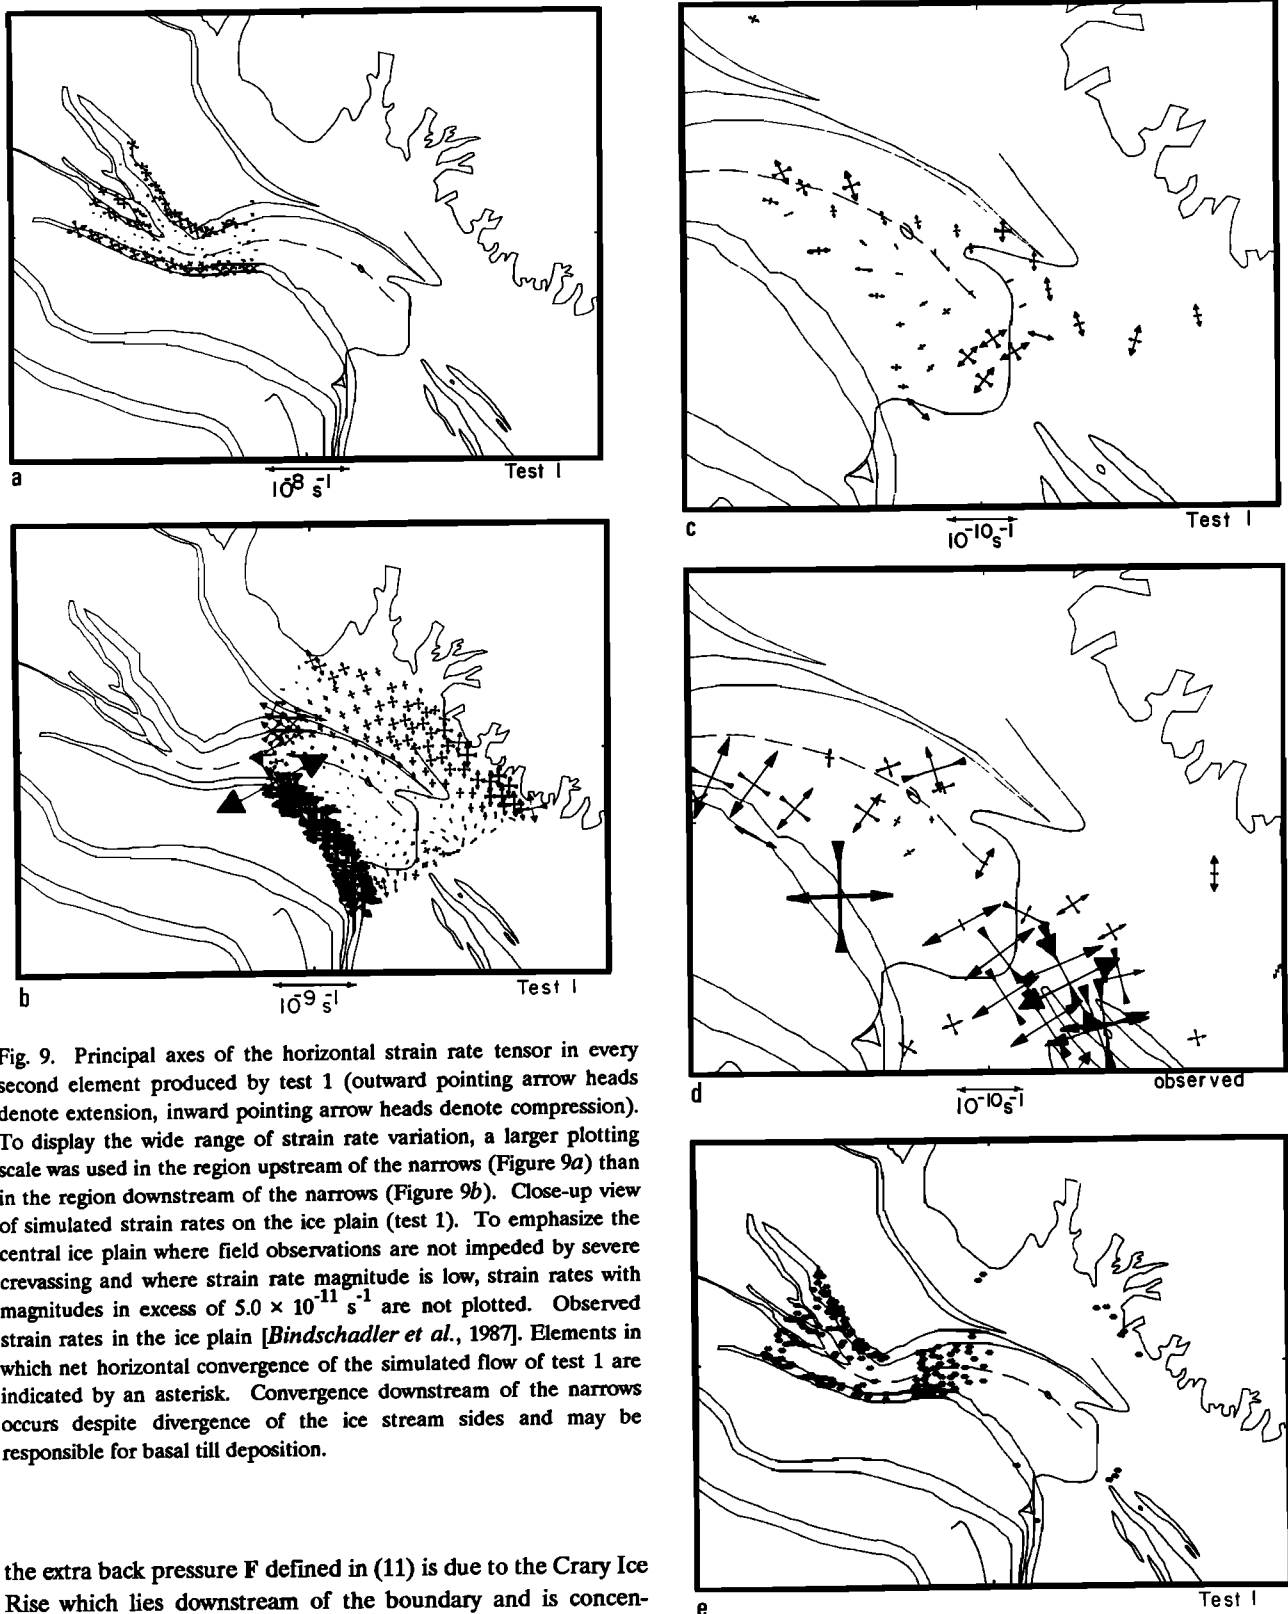 a
10⁻⁸ s⁻¹
Test 1
b
10⁻⁹ s⁻¹
Test 1
Fig. 9. Principal axes of the horizontal strain rate tensor in every
second element produced by test 1 (outward pointing arrow heads
denote extension, inward pointing arrow heads denote compression).
To display the wide range of strain rate variation, a larger plotting
scale was used in the region upstream of the narrows (Figure 9a) than
in the region downstream of the narrows (Figure 9b). Close-up view
of simulated strain rates on the ice plain (test 1). To emphasize the
central ice plain where field observations are not impeded by severe
crevassing and where strain rate magnitude is low, strain rates with
magnitudes in excess of 5.0 × 10⁻¹¹ s⁻¹ are not plotted. Observed
strain rates in the ice plain [Bindschadler et al., 1987]. Elements in
which net horizontal convergence of the simulated flow of test 1 are
indicated by an asterisk. Convergence downstream of the narrows
occurs despite divergence of the ice stream sides and may be
responsible for basal till deposition.
the extra back pressure F defined in (11) is due to the Crary Ice
Rise which lies downstream of the boundary and is concen-
c
10⁻¹⁰ s⁻¹
Test 1
d
10⁻¹⁰ s⁻¹
observed
e
Test 1